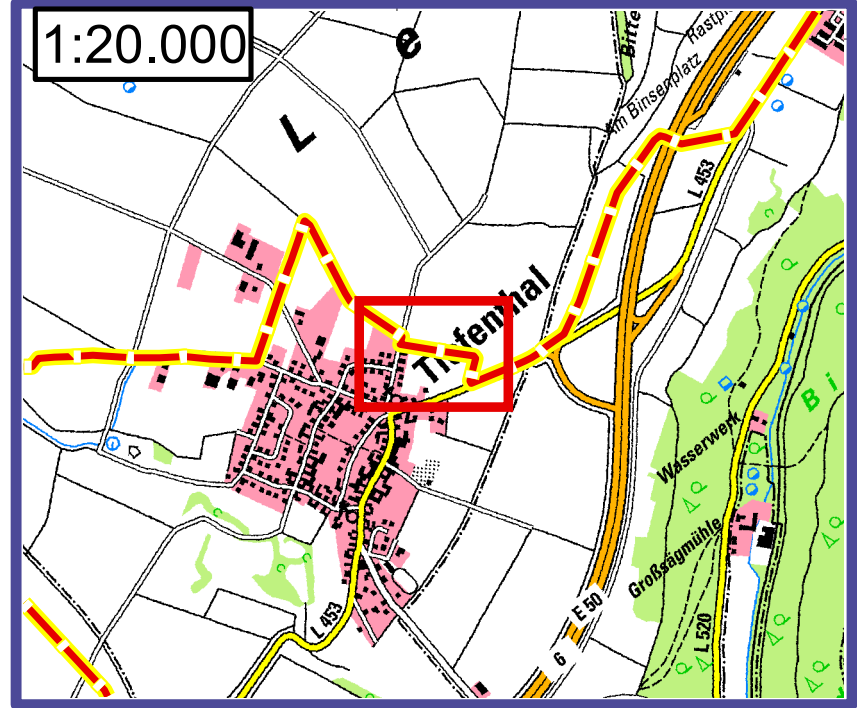 1:20.000
e
L
Bitte
Rastpl
Am Binsenplatz
L 453
Tiefenthal
B i
Wasserwerk
Großsägmühle
E 50
6
L 453
L 520